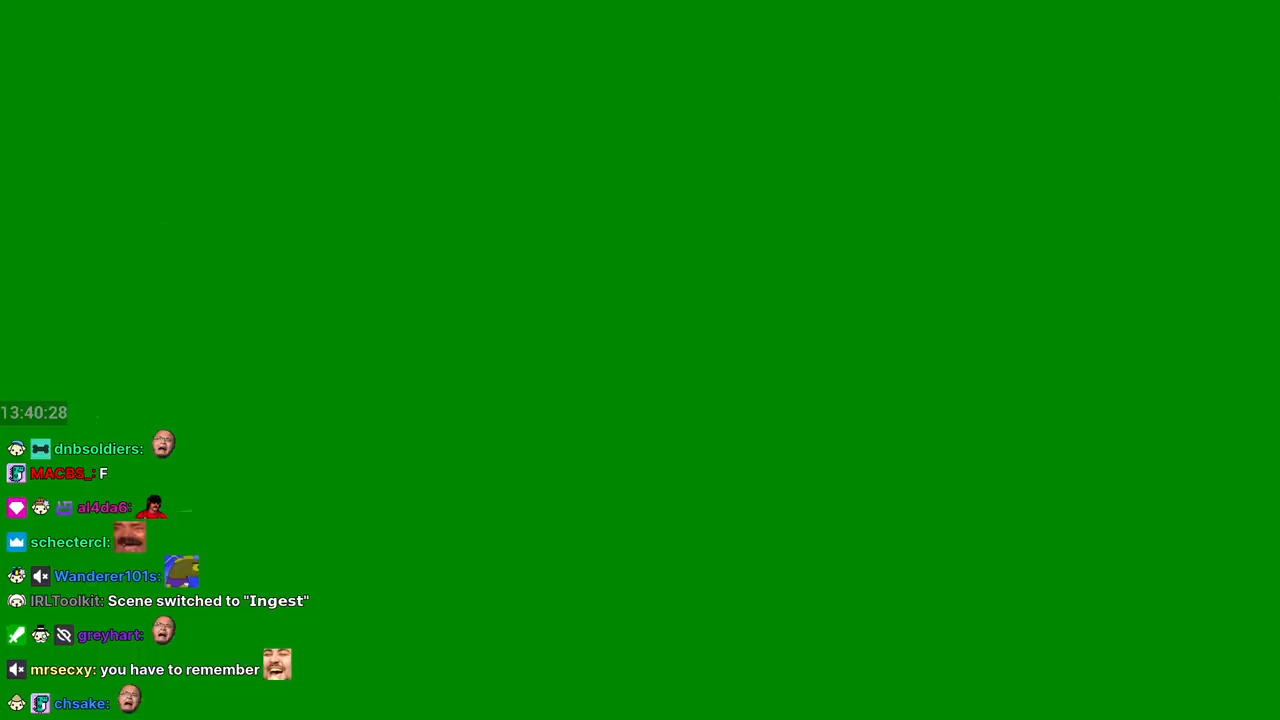 13:40:28
dnbsoldiers:
MACBS_: F
al4da6:
schectercl:
Wanderer101s:
IRLToolkit: Scene switched to "Ingest"
greyhart:
mrsecxy: you have to remember
chsake: